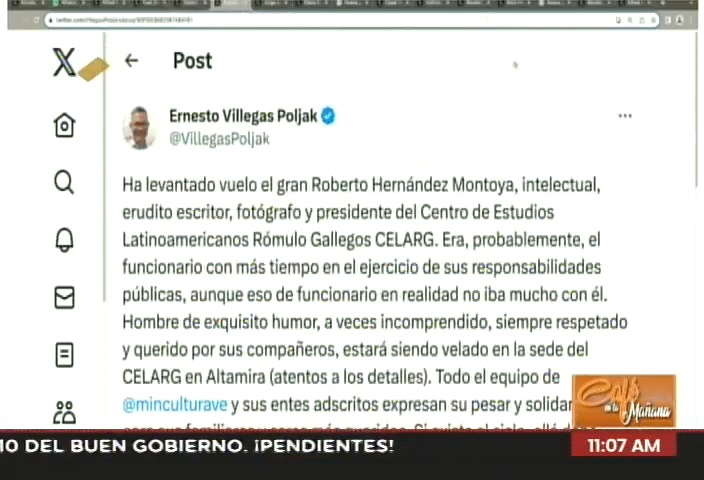 Post
Ernesto Villegas Poljak
@VillegasPoljak
Ha levantado vuelo el gran Roberto Hernández Montoya, intelectual,
erudito escritor, fotógrafo y presidente del Centro de Estudios
Latinoamericanos Rómulo Gallegos CELARG. Era, probablemente, el
funcionario con más tiempo en el ejercicio de sus responsabilidades
públicas, aunque eso de funcionario en realidad no iba mucho con él.
Hombre de exquisito humor, a veces incomprendido, siempre respetado
y querido por sus compañeros, estará siendo velado en la sede del
CELARG en Altamira (atentos a los detalles). Todo el equipo de
@minculturave y sus entes adscritos expresan su pesar y solidar
Café
en la
Mañana
10 DEL BUEN GOBIERNO. ¡PENDIENTES!
11:07 AM